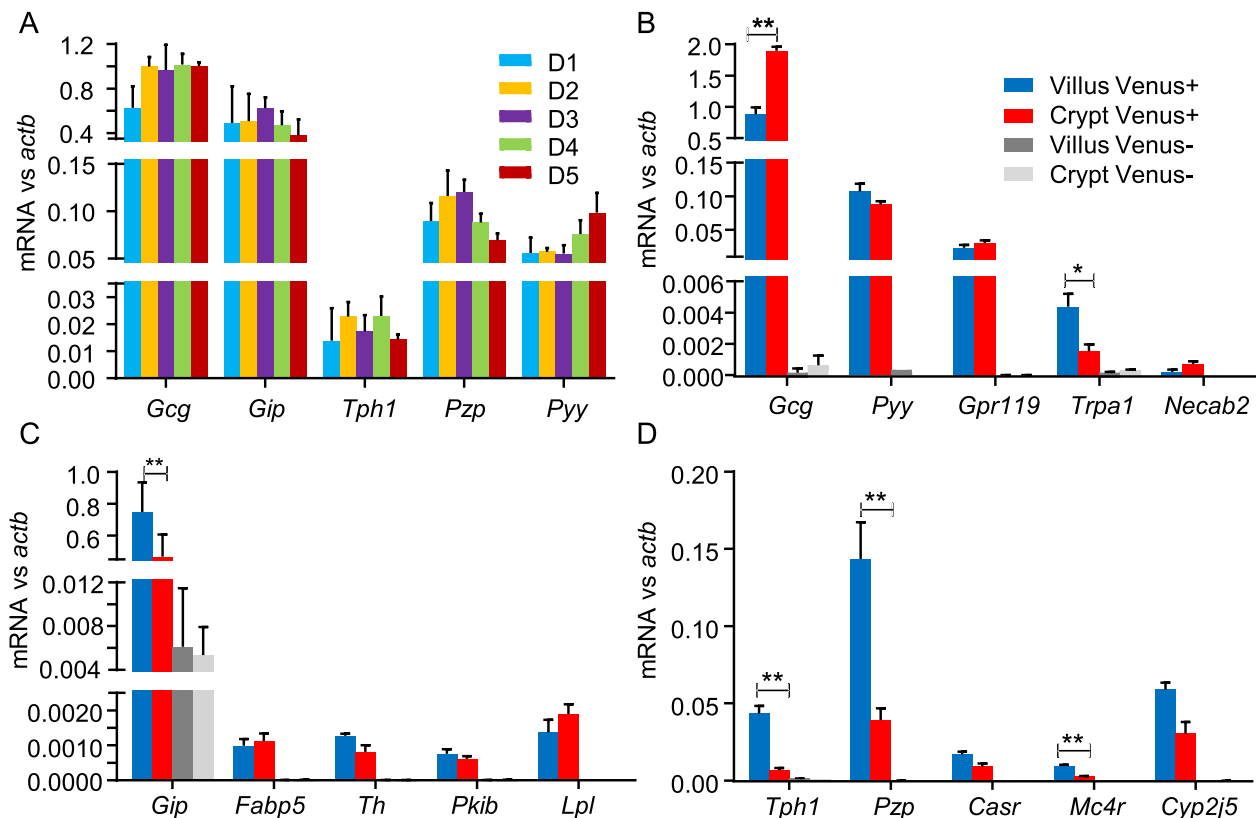 A
mRNA vs actb
1.2
0.8
0.4
0.15
0.10
0.05
0.03
0.02
0.01
0.00
D1
D2
D3
D4
D5
Gcg Gip Tph1 Pzp Pyy
B
mRNA vs actb
2.0
1.0
0.5
0.15
0.10
0.05
0.006
0.004
0.002
0.000
**
*
Villus Venus+
Crypt Venus+
Villus Venus-
Crypt Venus-
Gcg Pyy Gpr119 Trpa1 Necab2
C
mRNA vs actb
1.0
0.8
0.6
0.012
0.008
0.004
0.0020
0.0010
0.0000
**
Gip Fabp5 Th Pkib Lpl
D
mRNA vs actb
0.20
0.15
0.10
0.05
0.00
**
**
**
Tph1 Pzp Casr Mc4r Cyp2j5